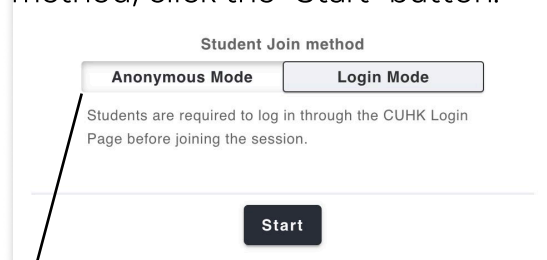 method, click the "Start" button.
Student Join method
Anonymous Mode Login Mode
Students are required to log in through the CUHK Login
Page before joining the session.
Start